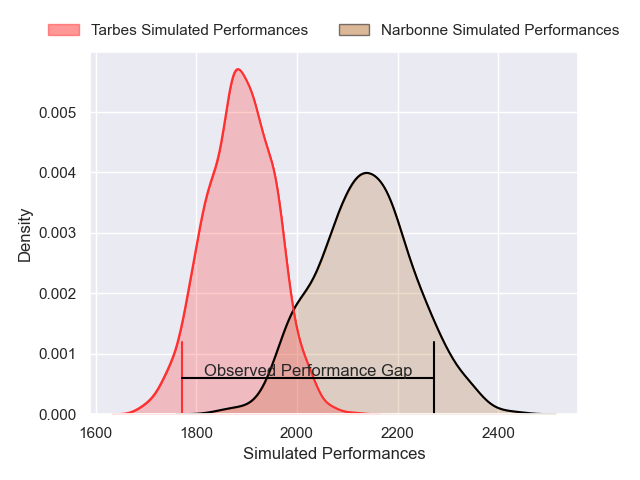 Tarbes Simulated Performances
Narbonne Simulated Performances
0.005
0.004
0.003
0.002
0.001
0.000
Density
Observed Performance Gap
1600 1800 2000 2200 2400
Simulated Performances